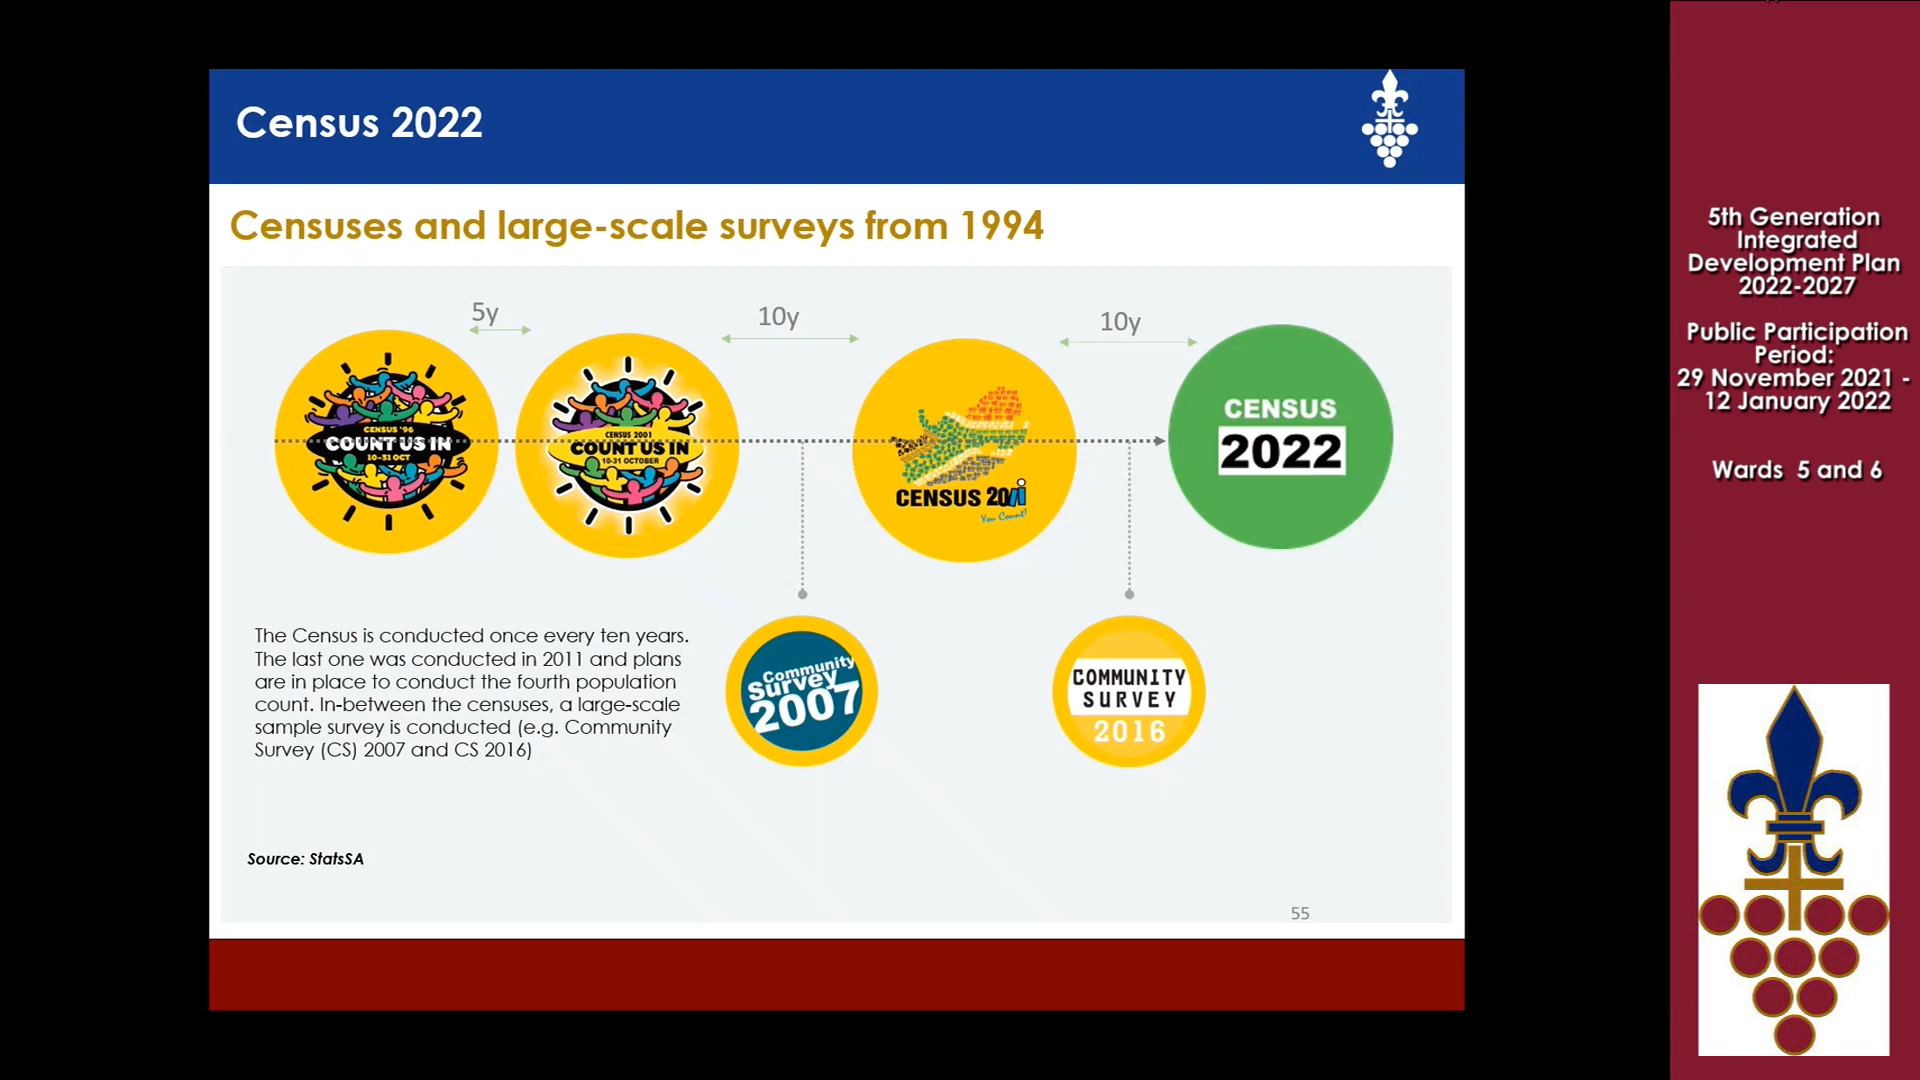 Census 2022
Censuses and large-scale surveys from 1994
5y
10y
10y
CENSUS '96
COUNT US IN
10-31 OCT
CENSUS 2001
COUNT US IN
10-31 OCTOBER
CENSUS 2011
You Count!
CENSUS
2022
The Census is conducted once every ten years.
The last one was conducted in 2011 and plans
are in place to conduct the fourth population
count. In-between the censuses, a large-scale
sample survey is conducted (e.g. Community
Survey (CS) 2007 and CS 2016)
Community
Survey
2007
COMMUNITY
SURVEY
2016
Source: StatsSA
55
5th Generation
Integrated
Development Plan
2022-2027
Public Participation
Period:
29 November 2021 -
12 January 2022
Wards 5 and 6